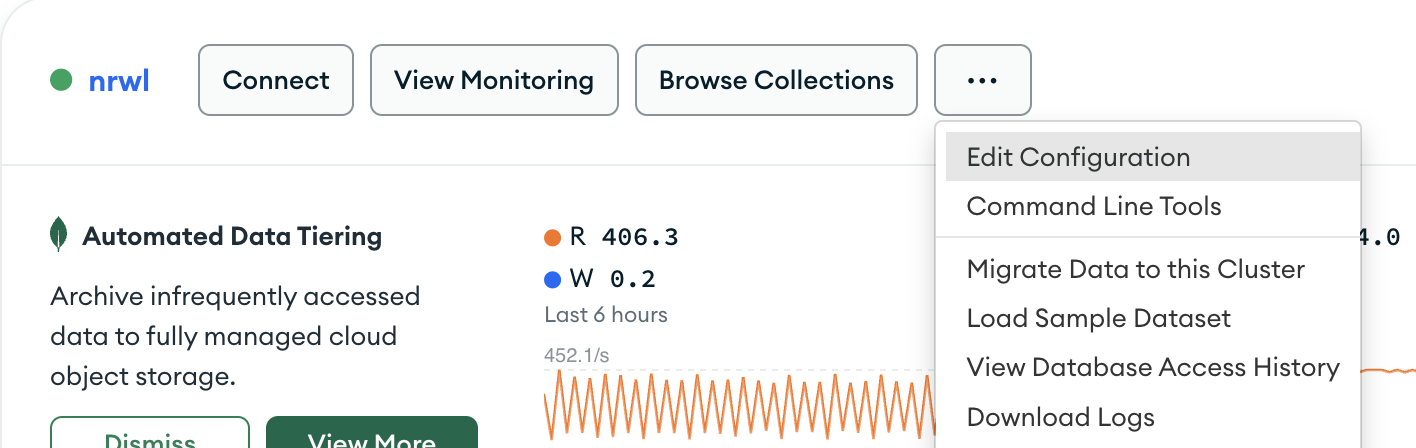 nrwl
Connect
View Monitoring
Browse Collections
...
Edit Configuration
Command Line Tools
Migrate Data to this Cluster
Load Sample Dataset
View Database Access History
Download Logs
Automated Data Tiering
Archive infrequently accessed
data to fully managed cloud
object storage.
Dismiss
View More
R 406.3
W 0.2
Last 6 hours
452.1/s
4.0